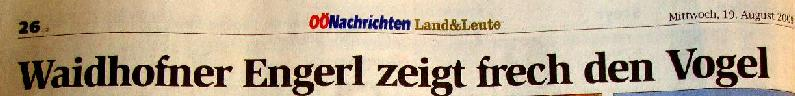 26
OÖNachrichten Land&Leute
Mittwoch, 19. August
Waidhofner Engerl zeigt frech den Vogel